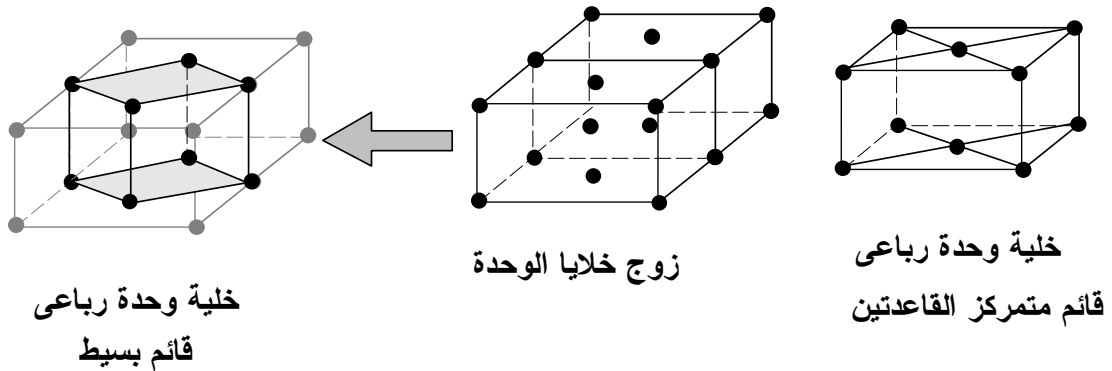 خلية وحدة رباعى
قائم متمركز القاعدتين
زوج خلايا الوحدة
خلية وحدة رباعى
قائم بسيط